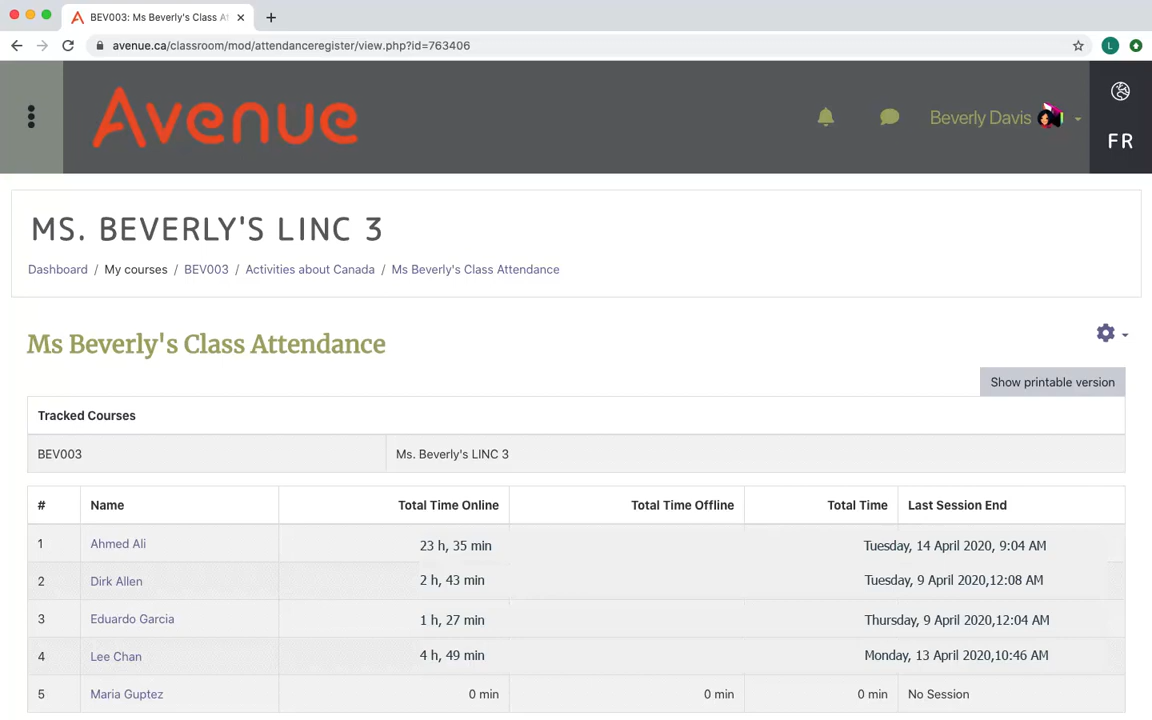 BEV003: Ms Beverly's Class At
avenue.ca/classroom/mod/attendanceregister/view.php?id=763406
L
Avenue
Beverly Davis
FR
MS. BEVERLY'S LINC 3
Dashboard / My courses / BEV003 / Activities about Canada / Ms Beverly's Class Attendance
Ms Beverly's Class Attendance
Show printable version
Tracked Courses
BEV003 Ms. Beverly's LINC 3
# Name Total Time Online Total Time Offline Total Time Last Session End
1 Ahmed Ali 23 h, 35 min Tuesday, 14 April 2020, 9:04 AM
2 Dirk Allen 2 h, 43 min Tuesday, 9 April 2020,12:08 AM
3 Eduardo Garcia 1 h, 27 min Thursday, 9 April 2020,12:04 AM
4 Lee Chan 4 h, 49 min Monday, 13 April 2020,10:46 AM
5 Maria Guptez 0 min 0 min 0 min No Session